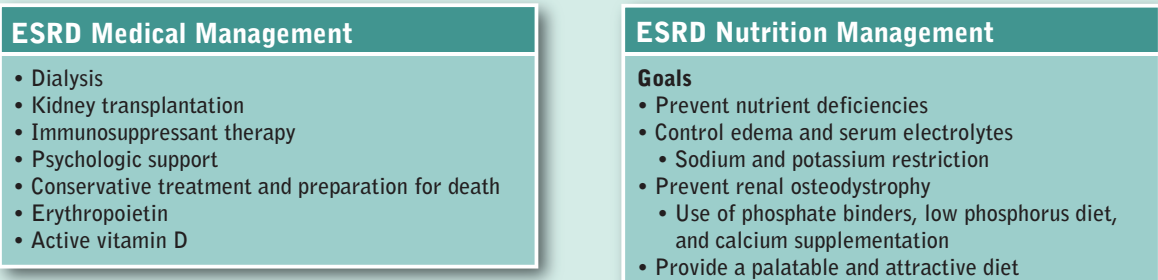 ESRD Medical Management
• Dialysis
• Kidney transplantation
• Immunosuppressant therapy
• Psychologic support
• Conservative treatment and preparation for death
• Erythropoietin
• Active vitamin D
ESRD Nutrition Management
Goals
• Prevent nutrient deficiencies
• Control edema and serum electrolytes
• Sodium and potassium restriction
• Prevent renal osteodystrophy
• Use of phosphate binders, low phosphorus diet,
and calcium supplementation
• Provide a palatable and attractive diet